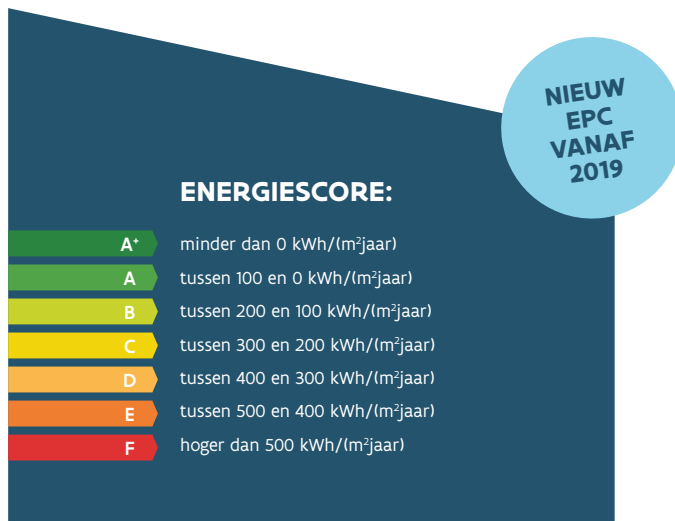 NIEUW
EPC
VANAF
2019
ENERGIESCORE:
A⁺ minder dan 0 kWh/(m²jaar)
A tussen 100 en 0 kWh/(m²jaar)
B tussen 200 en 100 kWh/(m²jaar)
C tussen 300 en 200 kWh/(m²jaar)
D tussen 400 en 300 kWh/(m²jaar)
E tussen 500 en 400 kWh/(m²jaar)
F hoger dan 500 kWh/(m²jaar)